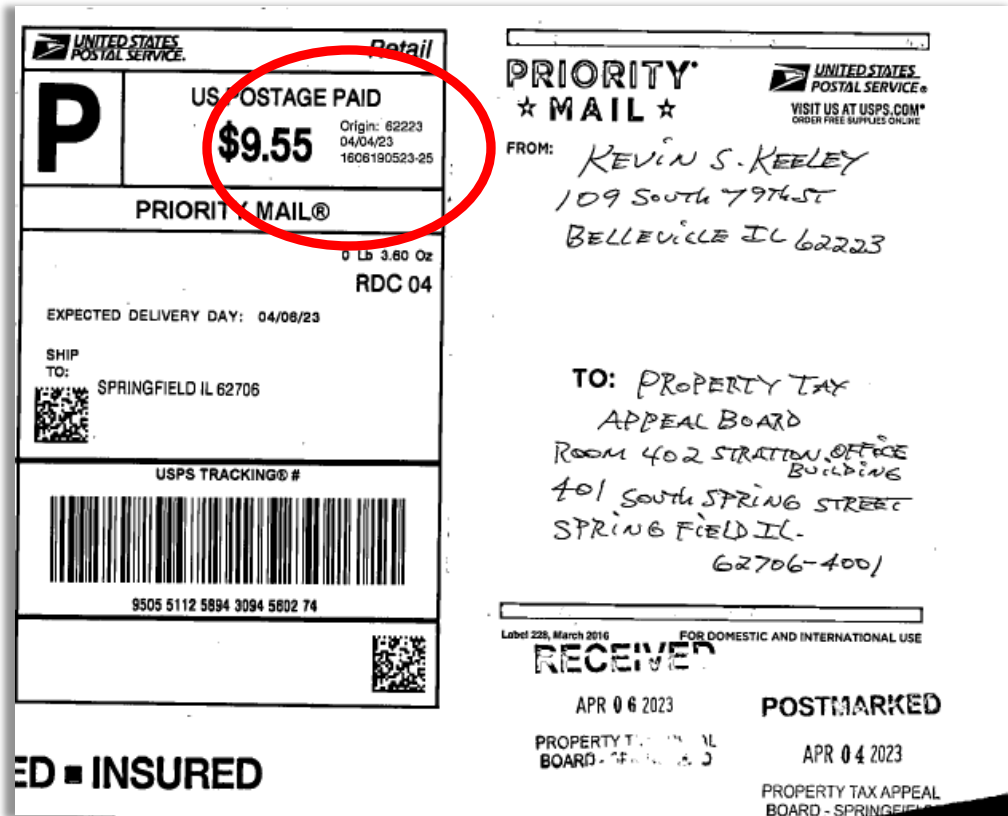 UNITED STATES
POSTAL SERVICE.
Retail
P
US POSTAGE PAID
$9.55
Origin: 62223
04/04/23
1606190523-25
PRIORITY MAIL®
0 Lb 3.60 Oz
RDC 04
EXPECTED DELIVERY DAY: 04/06/23
SHIP
TO:
SPRINGFIELD IL 62706
USPS TRACKING® #
9505 5112 5894 3094 5602 74
ED ■ INSURED
PRIORITY®
☆ MAIL ☆
UNITED STATES
POSTAL SERVICE®
VISIT US AT USPS.COM®
ORDER FREE SUPPLIES ONLINE
FROM:
KEVIN S. KEELEY
109 South 79th ST
BELLEVILLE IL 62223
TO: PROPERTY TAX
APPEAL BOARD
ROOM 402 STRATTON OFFICE
BUILDING
401 South SPRING STREET
SPRINGFIELD IL.
62706-4001
Label 228, March 2016
FOR DOMESTIC AND INTERNATIONAL USE
RECEIVED
APR 06 2023
PROPERTY
BOARD -
POSTMARKED
APR 04 2023
PROPERTY TAX APPEAL
BOARD - SPRINGFIELD